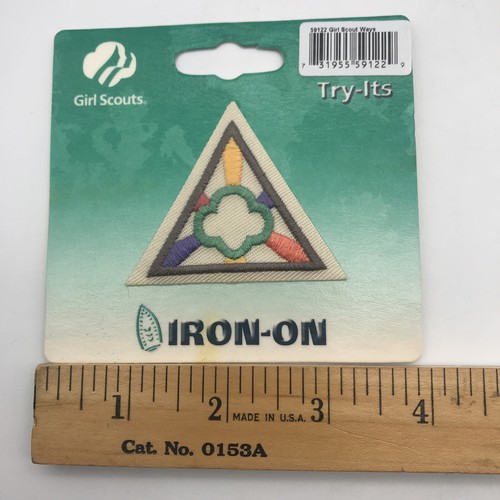 59122 Girl Scout Ways
7 31955 59122 9
Girl Scouts.
Try-Its
IRON-ON
1 2 MADE IN U.S.A. 3 4
Cat. No. 0153A